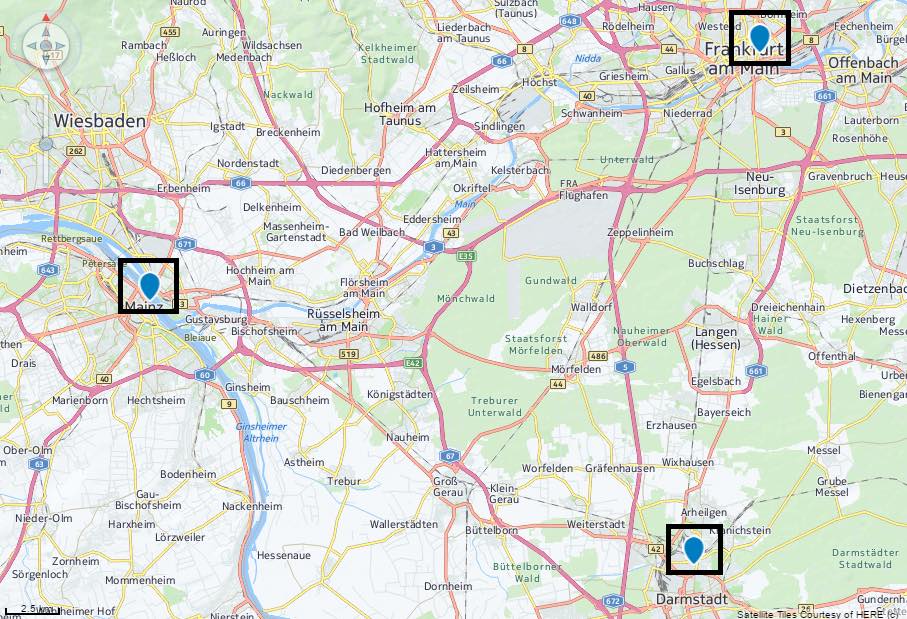 Naurod
Sulzbach
(Taunus)
Hausen
Bornheim
455
Auringen
Liederbach
am Taunus
648
Rödelheim
Fechenheim
Rambach
Wildsachsen
Kelkheimer
Stadtwald
8
44
Frankfurt
am Main
8
Heßloch
Medenbach
66
Nidda
Griesheim
Gallus
Offenbach
am Main
Zeilsheim
Höchst
Nackwald
40
661
Hofheim am
Taunus
Schwanheim
Niederrad
Wiesbaden
Igstadt
Breckenheim
Sindlingen
3
Lauterborn
Rosenhöhe
262
Hattersheim
am Main
Unterwald
Nordenstadt
Diedenbergen
Kelsterbach
Neu-
Isenburg
Gravenbruch
Erbenheim
66
Okriftel
FRA
Flughafen
Main
Delkenheim
Eddersheim
Staatsforst
Neu-Isenburg
Massenheim-
Gartenstadt
Bad Weilbach
43
Zeppelinheim
Rettbergsaue
671
3
E35
643
Hochheim am
Main
Buchschlag
Flörsheim
am Main
Gundwald
Dietzenbach
Mönchwald
Mainz
Walldorf
Dreieichenhain
Gustavsburg
Rüsselsheim
am Main
Hainer
Wald
Hexenberg
Bleiaue
Bischofsheim
Staatsforst
Mörfelden
Nauheimer
Oberwald
Langen
(Hessen)
519
486
Offenthal
Drais
E42
5
661
60
Mörfelden
40
44
Egelsbach
Ginsheim
Königstädten
Marienborn
Hechtsheim
9
Bauschheim
Treburer
Unterwald
Bayerseich
Ginsheimer
Altrhein
Erzhausen
Nauheim
Ober-Olm
Messel
63
Astheim
67
Wixhausen
Bodenheim
Worfelden
Gräfenhausen
Trebur
Groß-
Gerau
Klein-
Gerau
Grube
Messel
Gau-
Bischofsheim
Nackenheim
Nieder-Olm
Arheilgen
Harxheim
Wallerstädten
Büttelborn
Weiterstadt
Kranichstein
Lörzweiler
42
Hessenaue
Darmstädter
Stadtwald
Zornheim
Büttelborner
Wald
Sörgenloch
Mommenheim
Dornheim
Darmstadt
672
26
2.5 km
Nierstein
Satellite Tiles Courtesy of HERE (c)